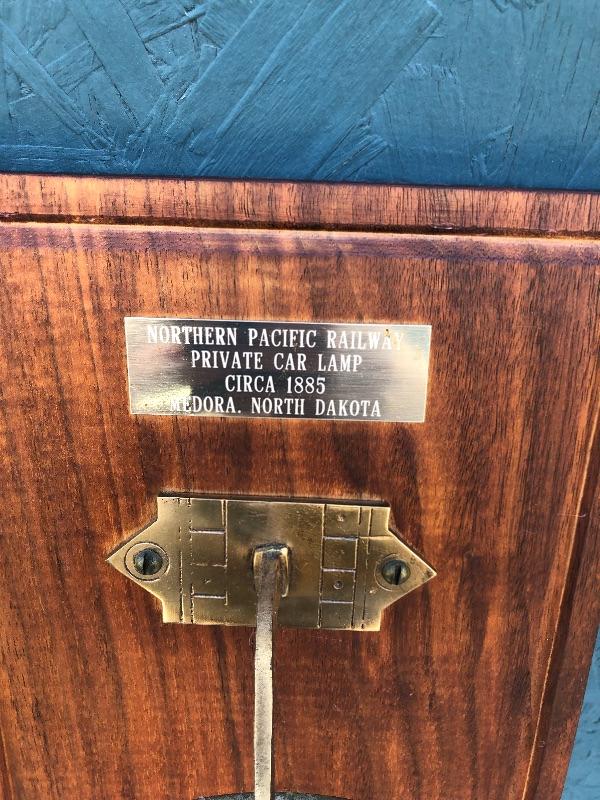 NORTHERN PACIFIC RAILWAY
PRIVATE CAR LAMP
CIRCA 1885
MEDORA. NORTH DAKOTA